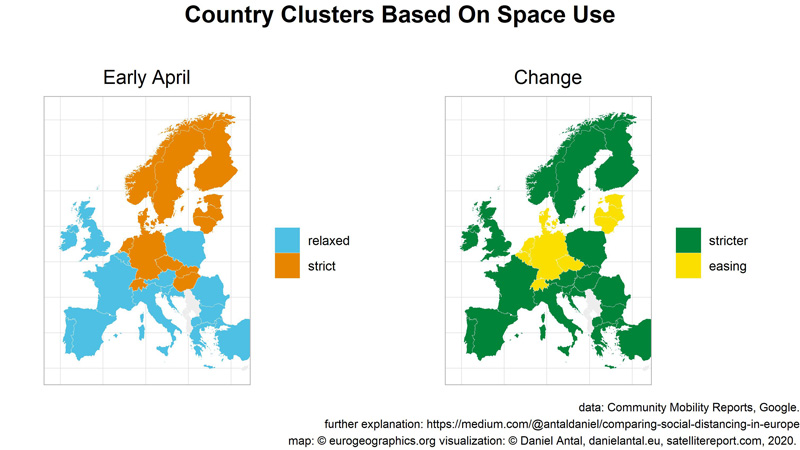 Country Clusters Based On Space Use
Early April
relaxed
strict
Change
stricter
easing
data: Community Mobility Reports, Google.
further explanation: https://medium.com/@antaldaniel/comparing-social-distancing-in-europe
map: © eurogeographics.org visualization: © Daniel Antal, danielantal.eu, satellitereport.com, 2020.